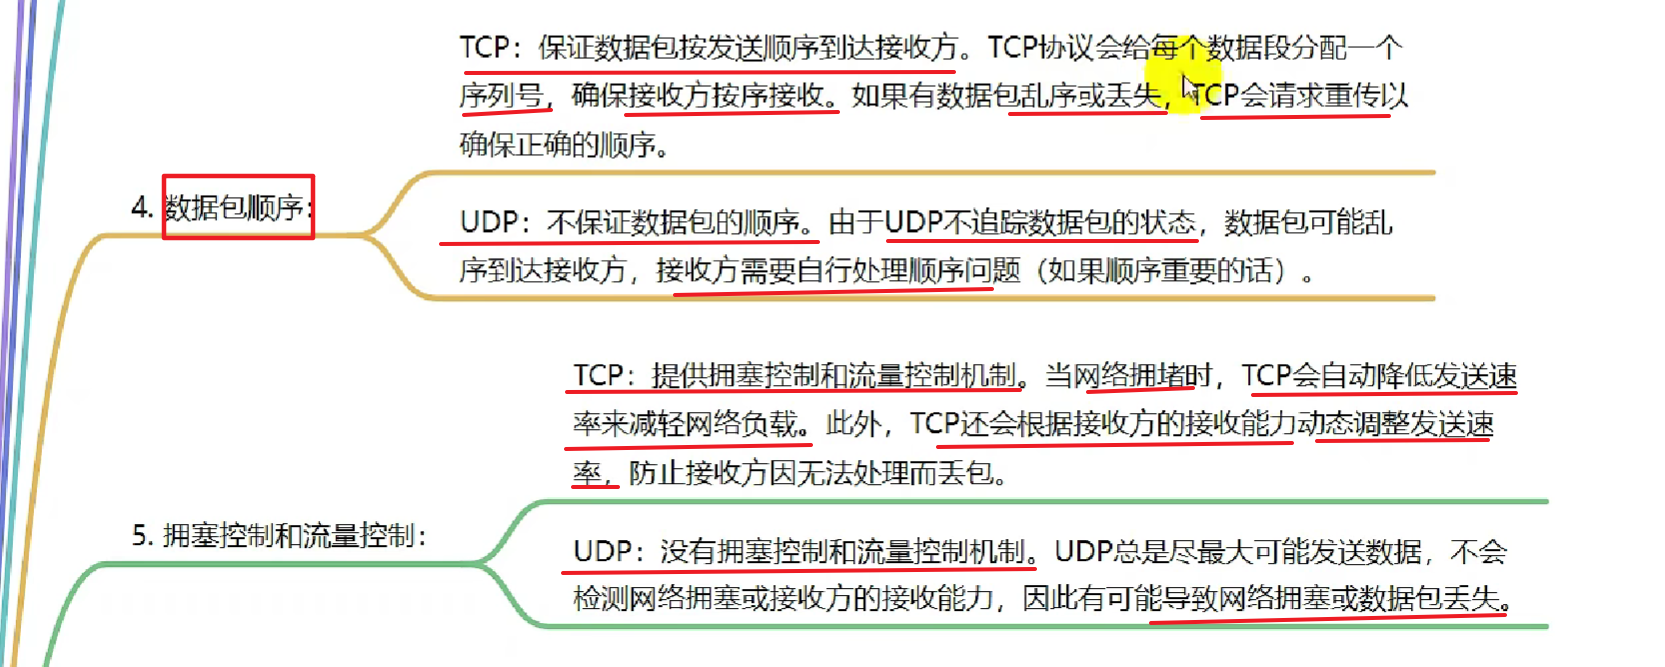 TCP：保证数据包按发送顺序到达接收方。TCP协议会给每个数据段分配一个
序列号，确保接收方按序接收。如果有数据包乱序或丢失，TCP会请求重传以
确保正确的顺序。
4. 数据包顺序：
UDP：不保证数据包的顺序。由于UDP不追踪数据包的状态，数据包可能乱
序到达接收方，接收方需要自行处理顺序问题（如果顺序重要的话）。
TCP：提供拥塞控制和流量控制机制。当网络拥堵时，TCP会自动降低发送速
率来减轻网络负载。此外，TCP还会根据接收方的接收能力动态调整发送速
率，防止接收方因无法处理而丢包。
5. 拥塞控制和流量控制：
UDP：没有拥塞控制和流量控制机制。UDP总是尽最大可能发送数据，不会
检测网络拥塞或接收方的接收能力，因此有可能导致网络拥塞或数据包丢失。